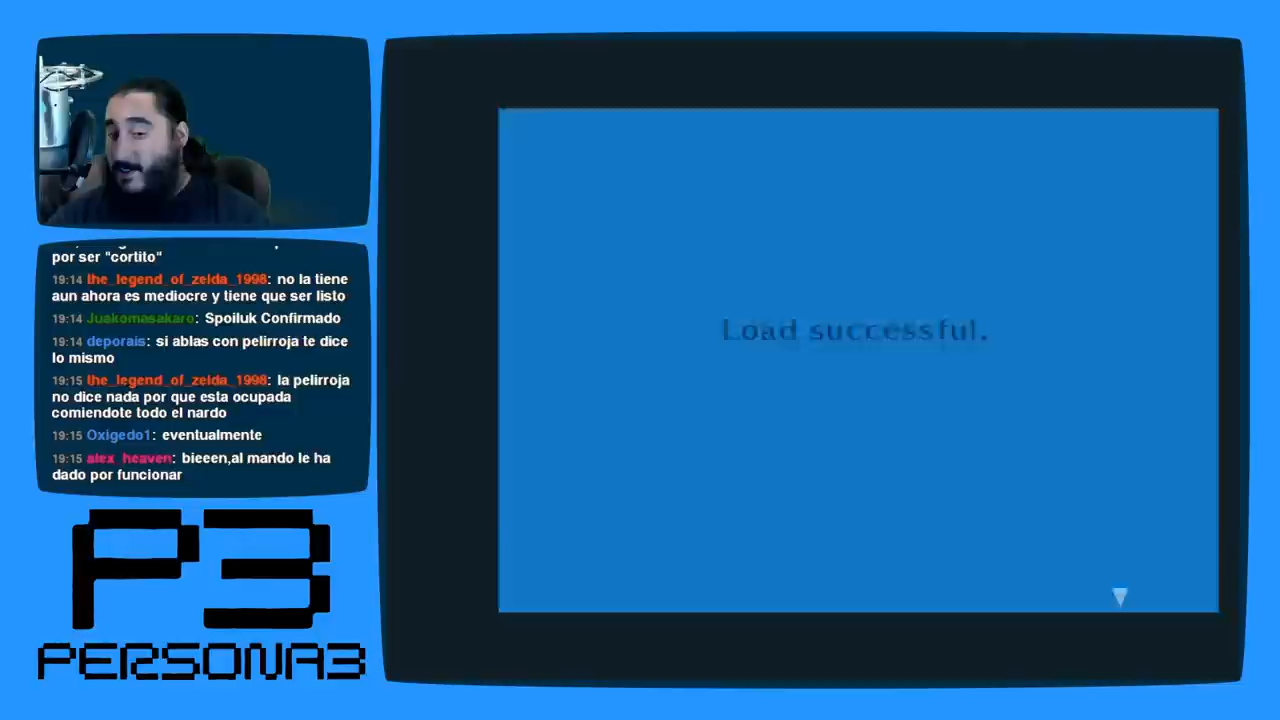 por ser "cortito"
19:14 the_legend_of_zelda_1998: no la tiene
aun ahora es mediocre y tiene que ser listo
19:14 Juakomasakaro: Spoiluk Confirmado
19:14 deporais: si ablas con pelirroja te dice
lo mismo
19:15 the_legend_of_zelda_1998: la pelirroja
no dice nada por que esta ocupada
comiendote todo el nardo
19:15 Oxigedo1: eventualmente
19:15 alex_heaven: bieeen,al mando le ha
dado por funcionar
P3
PERSONA3
Load successful.